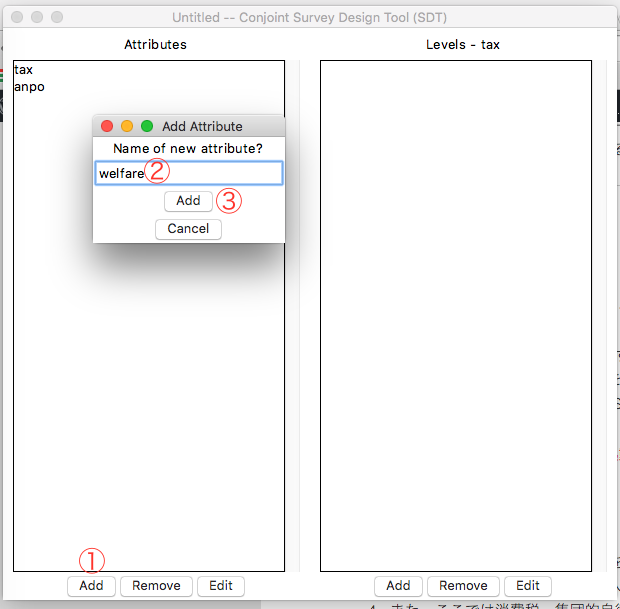 Untitled -- Conjoint Survey Design Tool (SDT)
Attributes
Levels - tax
tax
anpo
Add Attribute
Name of new attribute?
welfare ②
Add ③
Cancel
①
Add Remove Edit
Add Remove Edit